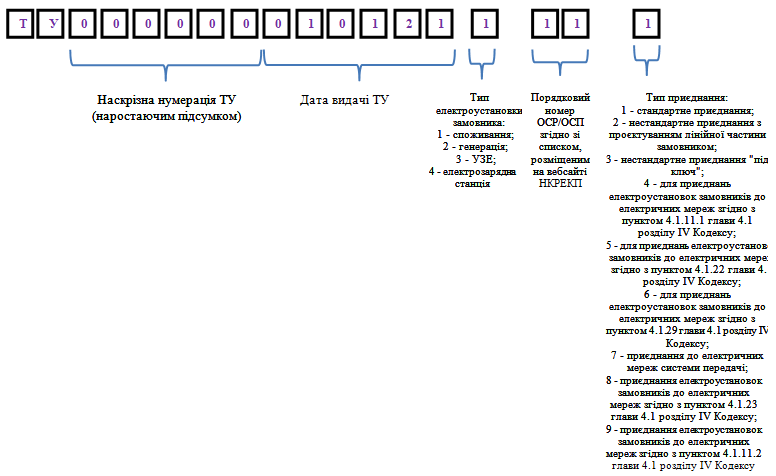 Т У 0 0 0 0 0 0 0 1 0 1 2 1 1 1 1 1
Наскрізна нумерація ТУ
(наростаючим підсумком)
Дата видачі ТУ
Тип
електроустановки
замовника:
1 - споживання;
2 - генерація;
3 - УЗЕ;
4 - електрозарядна
станція
Порядковий
номер
ОСР/ОСП
згідно зі
списком,
розміщеним
на вебсайті
НКРЕКП
Тип приєднання:
1 - стандартне приєднання;
2 - нестандартне приєднання з
проєктуванням лінійної частини
замовником;
3 - нестандартне приєднання "під
ключ";
4 - для приєднань
електроустановок замовників до
електричних мереж згідно з
пунктом 4.1.11.1 глави 4.1
розділу IV Кодексу;
5 - для приєднань електроустанов
замовників до електричних мере
згідно з пунктом 4.1.22 глави 4.
розділу IV Кодексу;
6 - для приєднань
електроустановок замовників до
електричних мереж згідно з
пунктом 4.1.29 глави 4.1 розділу IV
Кодексу;
7 - приєднання до електричних
мереж системи передачі;
8 - приєднання електроустановок
замовників до електричних
мереж згідно з пунктом 4.1.23
глави 4.1 розділу IV Кодексу;
9 - приєднання електроустановок
замовників до електричних
мереж згідно з пунктом 4.1.11.2
глави 4.1 розділу IV Кодексу